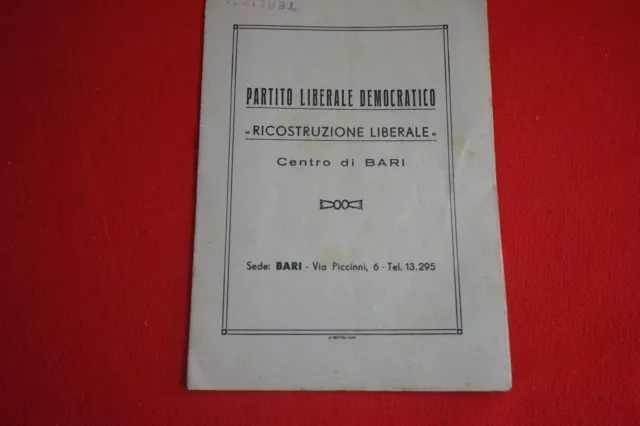 PARTITO LIBERALE DEMOCRATICO
„RICOSTRUZIONE LIBERALE„
Centro di BARI
Sede: BARI - Via Piccinni, 6 - Tel. 13.295